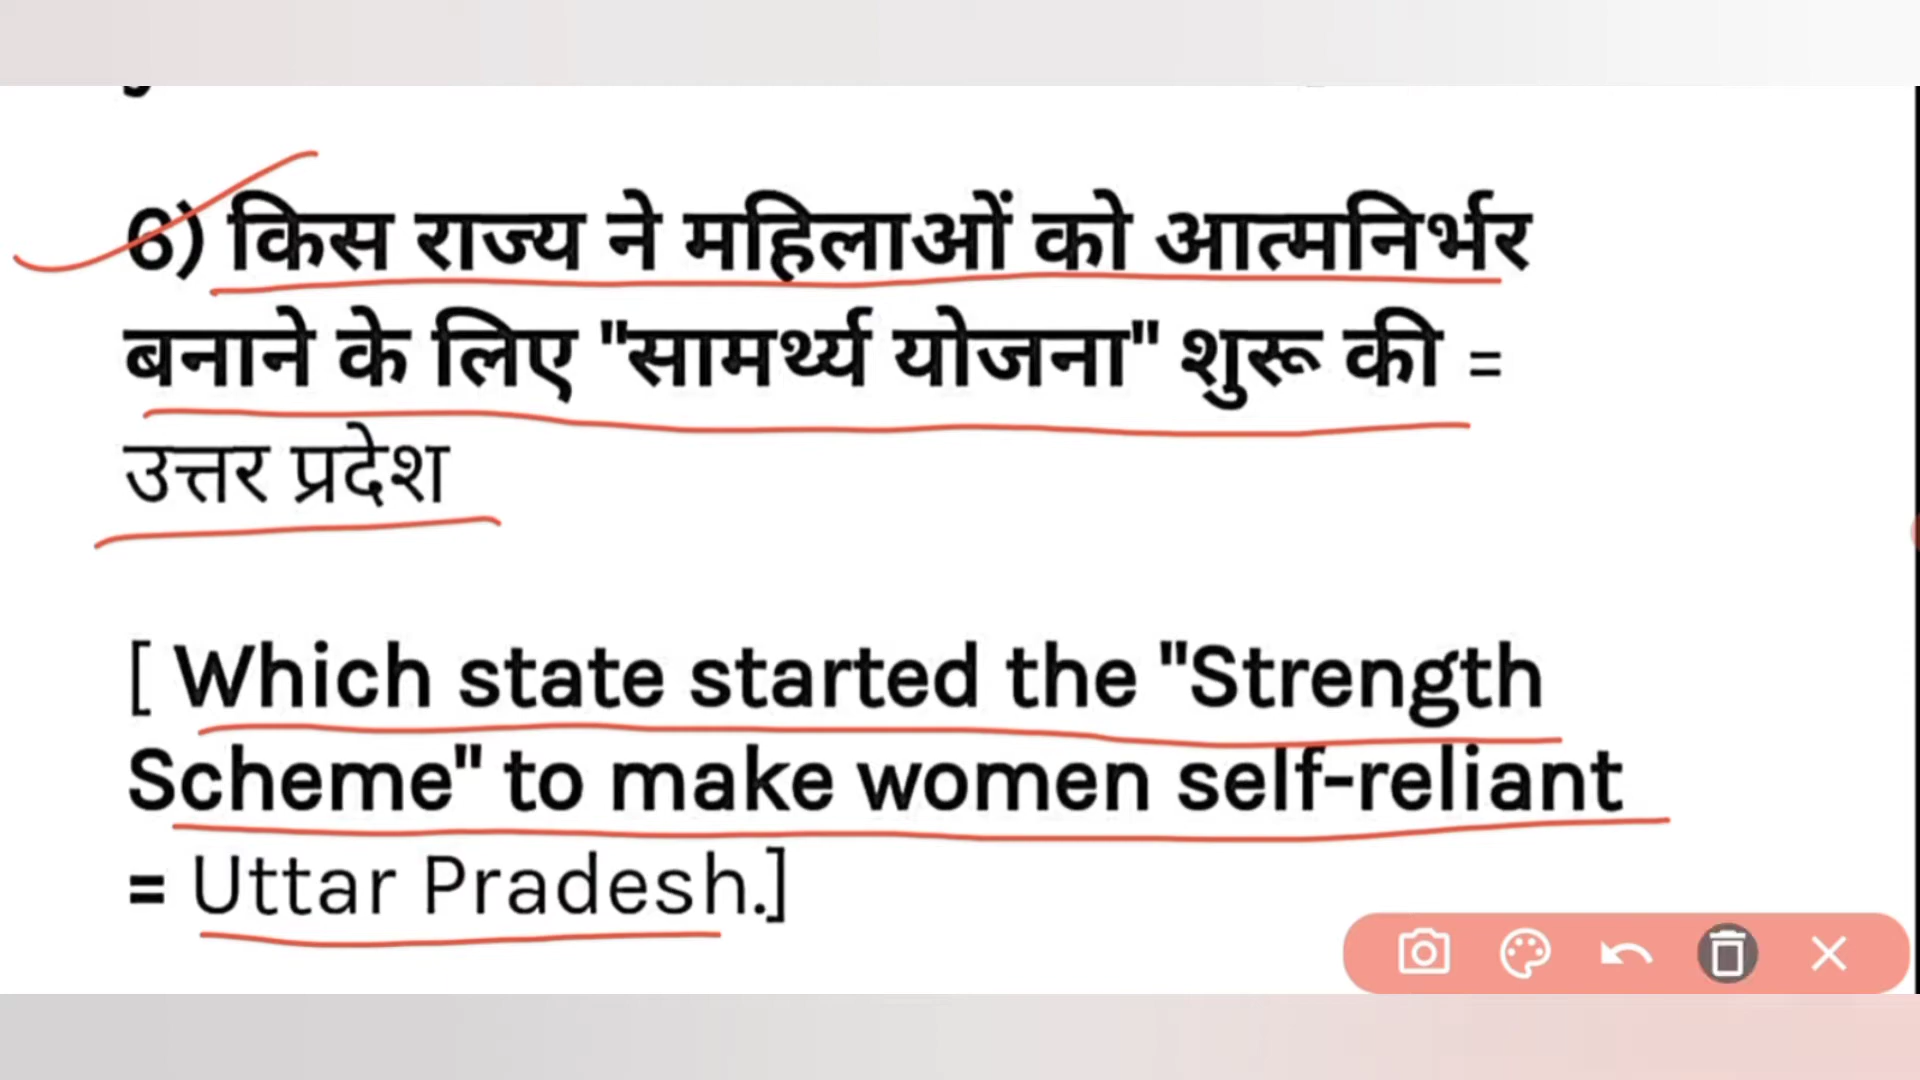 6) किस राज्य ने महिलाओं को आत्मनिर्भर
बनाने के लिए "सामर्थ्य योजना" शुरू की =
उत्तर प्रदेश
[ Which state started the "Strength
Scheme" to make women self-reliant
= Uttar Pradesh.]